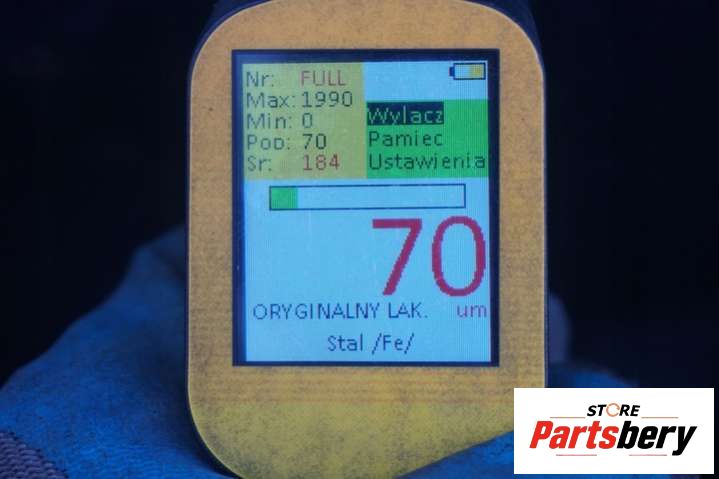 Nr: FULL
Max: 1990
Min: 0
Pop: 70
Sr: 184
Wylacz
Pamiec
Ustawienia
70
um
ORYGINALNY LAK.
Stal /Fe/
STORE
Partsbery